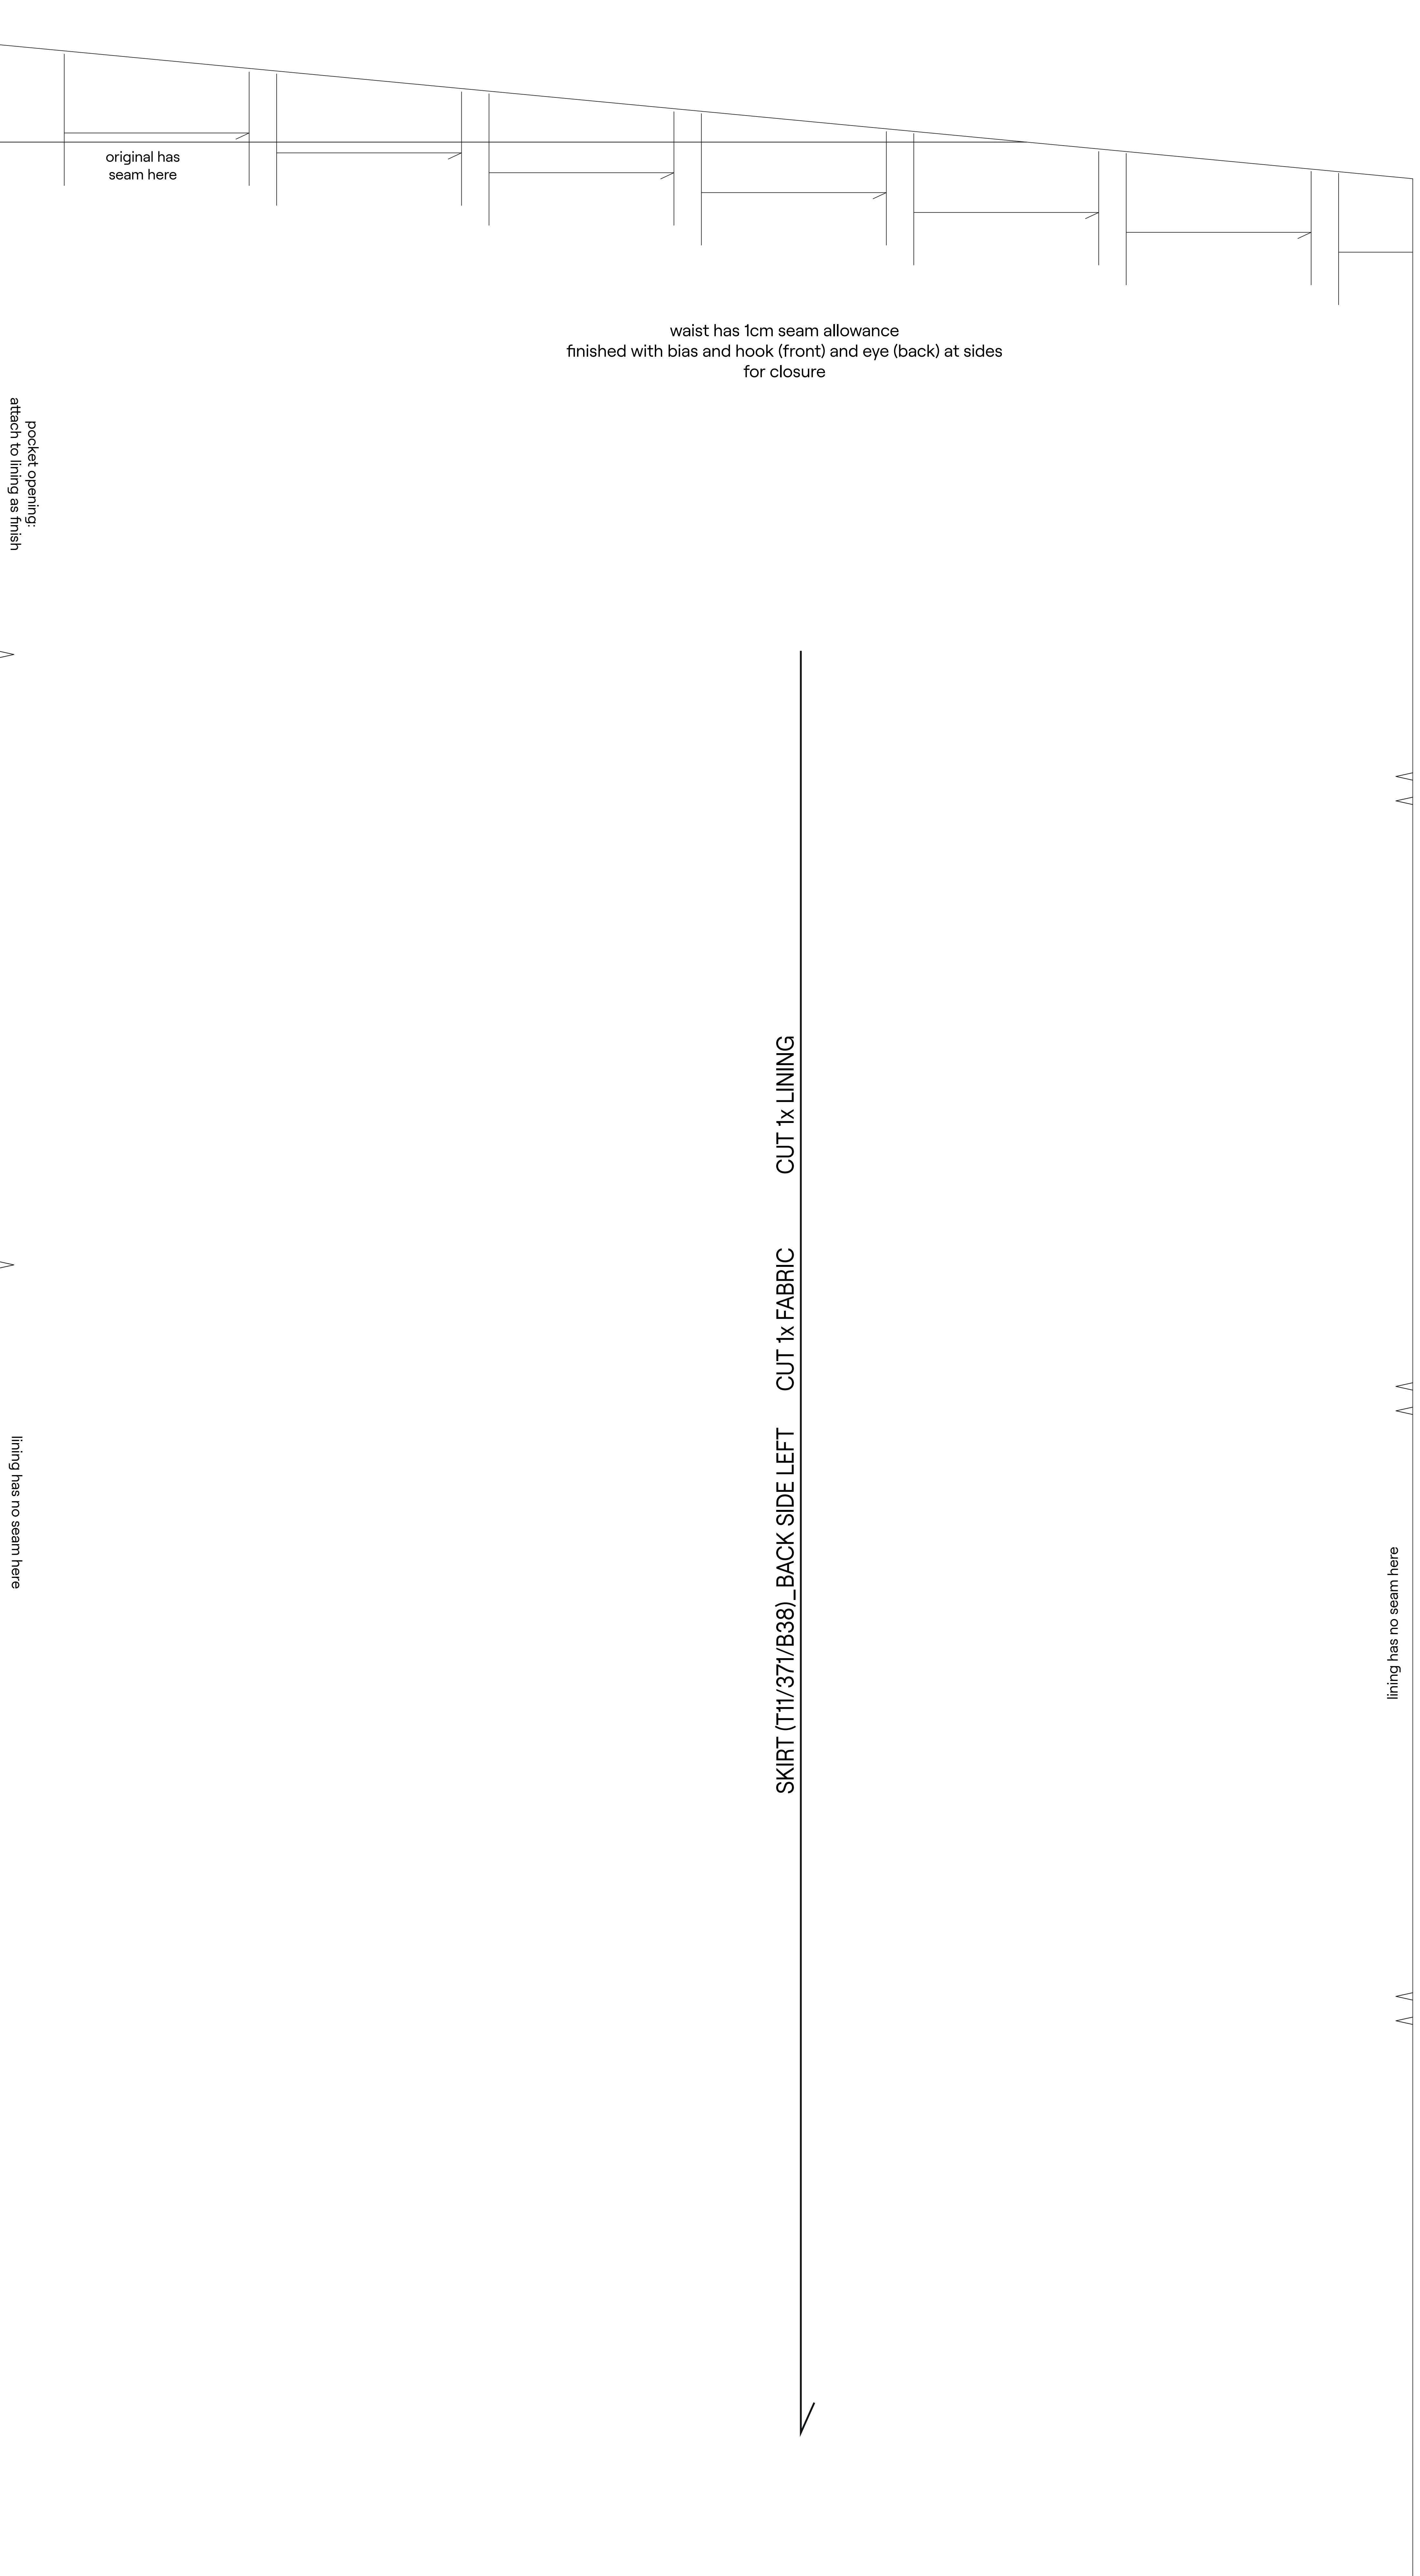 original has
seam here
waist has 1cm seam allowance
finished with bias and hook (front) and eye (back) at sides
for closure
pocket opening:
attach to lining as finish
SKIRT (T11/371/B38)_BACK SIDE LEFT CUT 1x FABRIC CUT 1x LINING
lining has no seam here
lining has no seam here